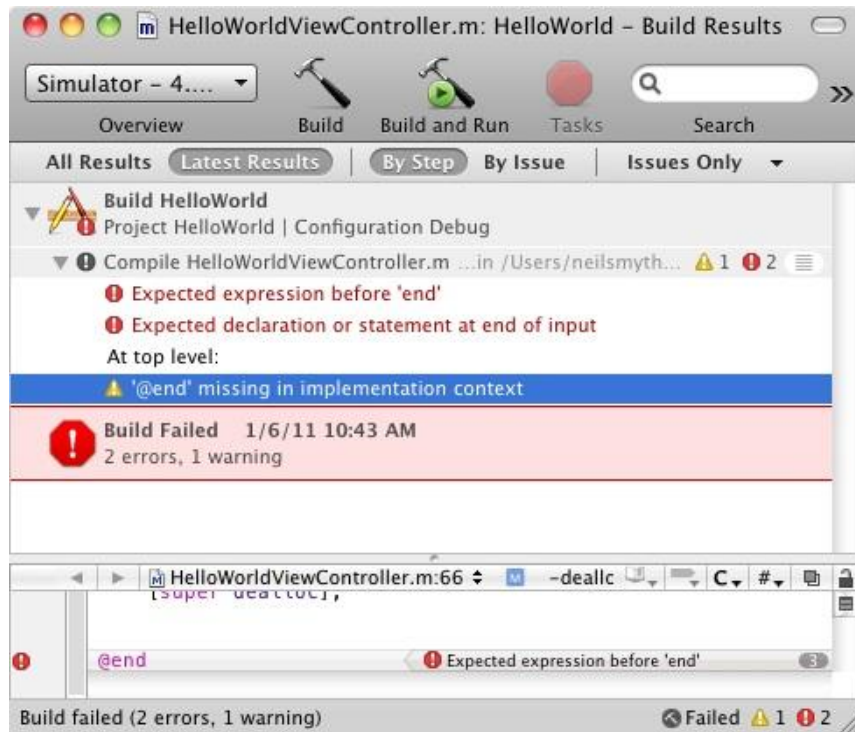 HelloWorldViewController.m: HelloWorld – Build Results
Simulator – 4....
Overview Build Build and Run Tasks Search
All Results Latest Results By Step By Issue Issues Only
Build HelloWorld
Project HelloWorld | Configuration Debug
Compile HelloWorldViewController.m ...in /Users/neilsmyth... 1 2
Expected expression before 'end'
Expected declaration or statement at end of input
At top level:
'@end' missing in implementation context
Build Failed 1/6/11 10:43 AM
2 errors, 1 warning
HelloWorldViewController.m:66 M -deallc C #
[super dealloc];
@end Expected expression before 'end' 3
Build failed (2 errors, 1 warning) Failed 1 2